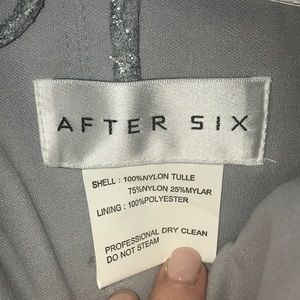 AFTER SIX
SHELL : 100%NYLON TULLE
75%NYLON 25%MYLAR
LINING : 100%POLYESTER
PROFESSIONAL DRY CLEAN
DO NOT STEAM